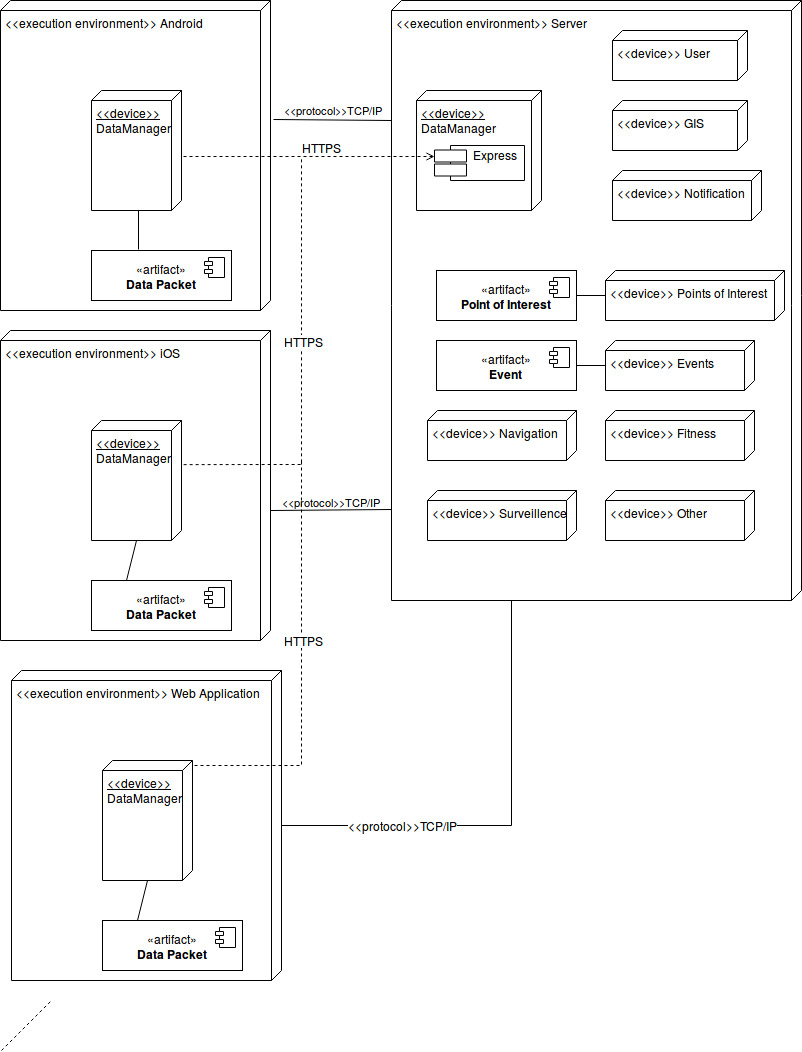 <<execution environment>> Android
<<device>>
DataManager
«artifact»
Data Packet
<<protocol>>TCP/IP
HTTPS
<<execution environment>> Server
<<device>> User
<<device>>
DataManager
Express
<<device>> GIS
<<device>> Notification
«artifact»
Point of Interest
<<device>> Points of Interest
«artifact»
Event
<<device>> Events
<<device>> Navigation
<<device>> Fitness
<<device>> Surveillence
<<device>> Other
HTTPS
<<execution environment>> iOS
<<device>>
DataManager
«artifact»
Data Packet
<<protocol>>TCP/IP
HTTPS
<<execution environment>> Web Application
<<device>>
DataManager
«artifact»
Data Packet
<<protocol>>TCP/IP